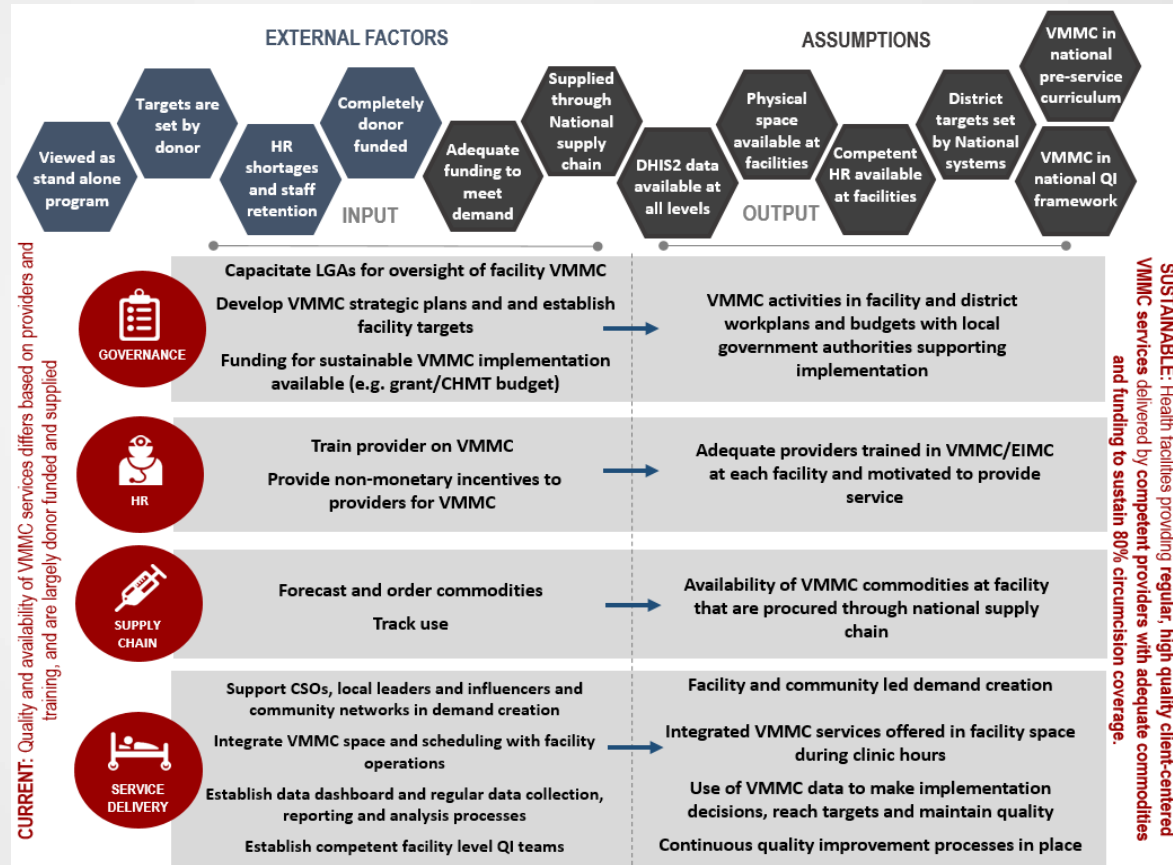 EXTERNAL FACTORS
ASSUMPTIONS
Viewed as
stand alone
program
Targets are
set by
donor
HR
shortages
and staff
retention
Completely
donor
funded
Adequate
funding to
meet
demand
Supplied
through
National
supply
chain
DHIS2 data
available at
all levels
Physical
space
available at
facilities
Competent
HR available
at facilities
District
targets set
by National
systems
VMMC in
national
pre-service
curriculum
VMMC in
national QI
framework
INPUT
OUTPUT
CURRENT: Quality and availability of VMMC services differs based on providers and
training, and are largely donor funded and supplied
GOVERNANCE
Capacitate LGAs for oversight of facility VMMC
Develop VMMC strategic plans and and establish
facility targets
Funding for sustainable VMMC implementation
available (e.g. grant/CHMT budget)
VMMC activities in facility and district
workplans and budgets with local
government authorities supporting
implementation
HR
Train provider on VMMC
Provide non-monetary incentives to
providers for VMMC
Adequate providers trained in VMMC/EIMC
at each facility and motivated to provide
service
SUPPLY
CHAIN
Forecast and order commodities
Track use
Availability of VMMC commodities at facility
that are procured through national supply
chain
SERVICE
DELIVERY
Support CSOs, local leaders and influencers and
community networks in demand creation
Integrate VMMC space and scheduling with facility
operations
Establish data dashboard and regular data collection,
reporting and analysis processes
Establish competent facility level QI teams
Facility and community led demand creation
Integrated VMMC services offered in facility space
during clinic hours
Use of VMMC data to make implementation
decisions, reach targets and maintain quality
Continuous quality improvement processes in place
SUSTAINABLE: Health facilities providing regular, high quality client-centered
VMMC services delivered by competent providers with adequate commodities
and funding to sustain 80% circumcision coverage.